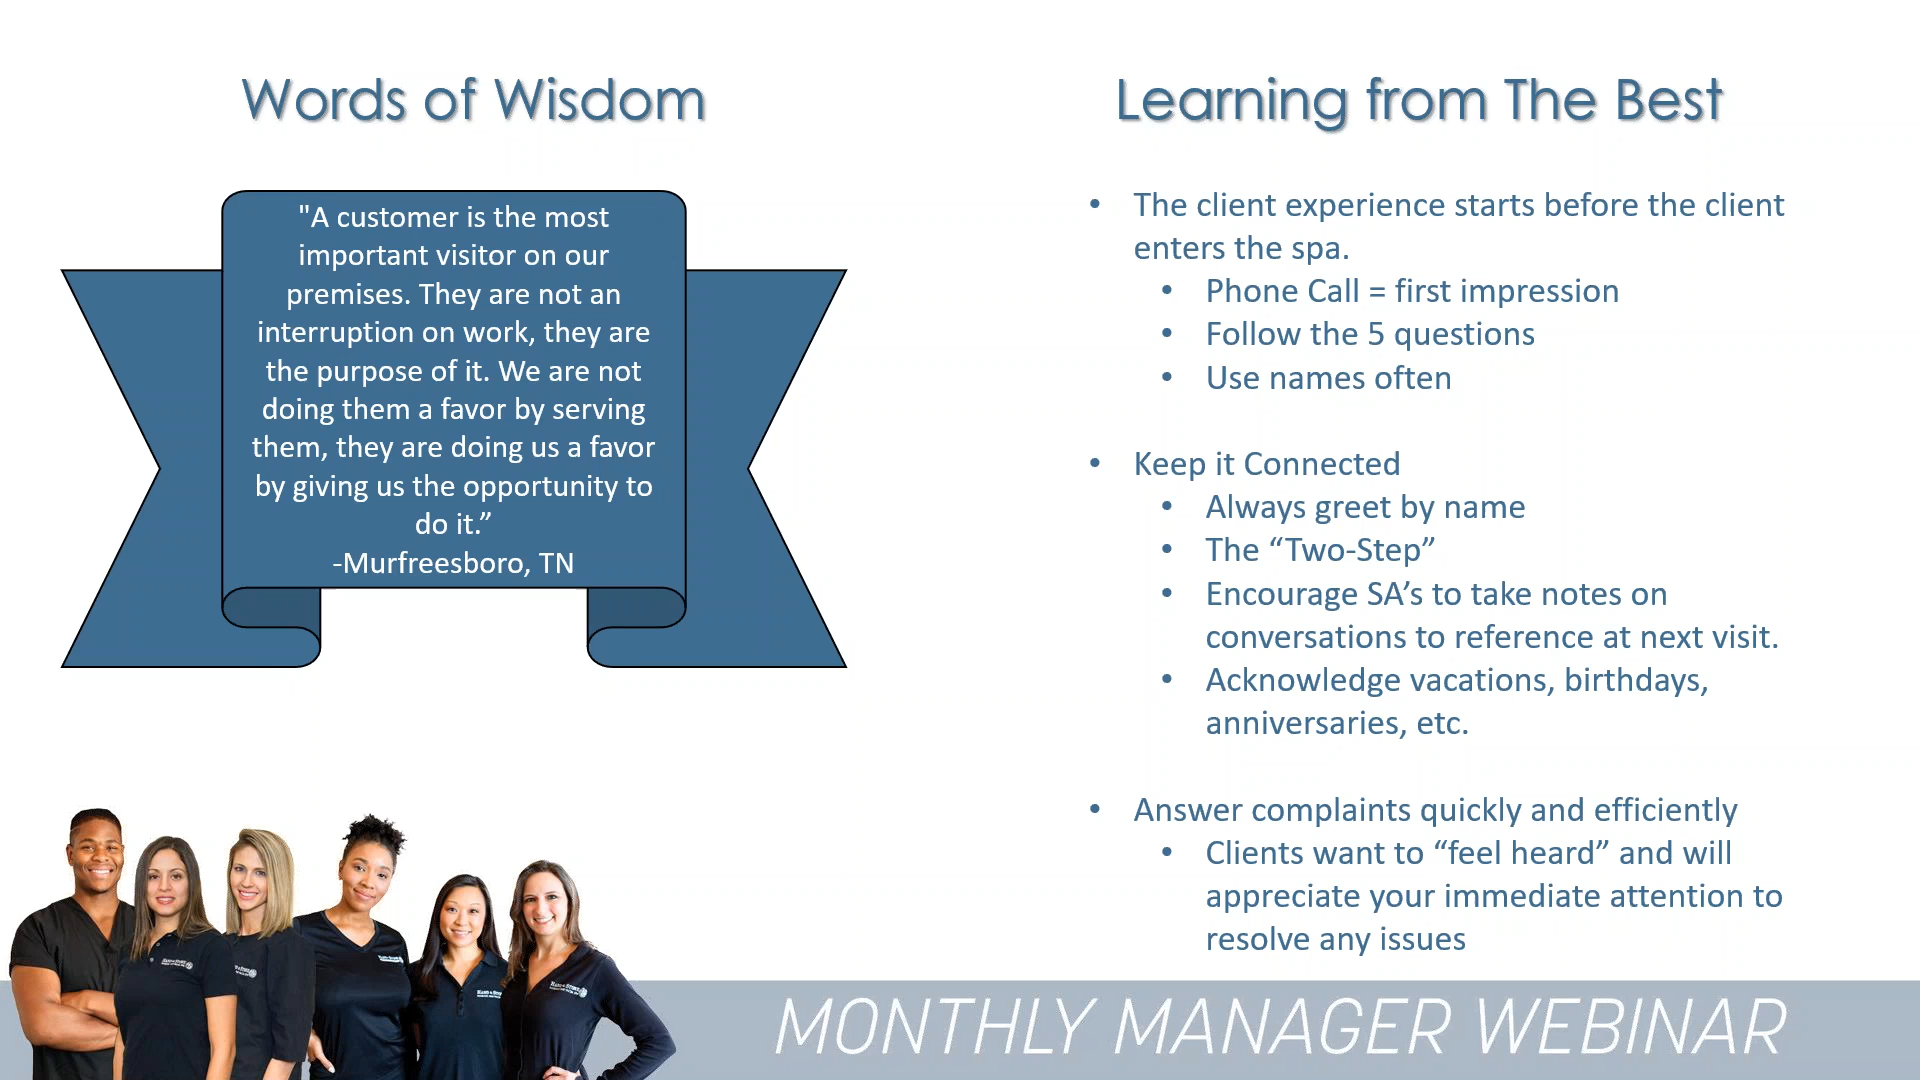 Words of Wisdom
"A customer is the most
important visitor on our
premises. They are not an
interruption on work, they are
the purpose of it. We are not
doing them a favor by serving
them, they are doing us a favor
by giving us the opportunity to
do it.”
-Murfreesboro, TN
Learning from The Best
• The client experience starts before the client
enters the spa.
• Phone Call = first impression
• Follow the 5 questions
• Use names often
• Keep it Connected
• Always greet by name
• The “Two-Step”
• Encourage SA’s to take notes on
conversations to reference at next visit.
• Acknowledge vacations, birthdays,
anniversaries, etc.
• Answer complaints quickly and efficiently
• Clients want to “feel heard” and will
appreciate your immediate attention to
resolve any issues
HAND & STONE
MONTHLY MANAGER WEBINAR